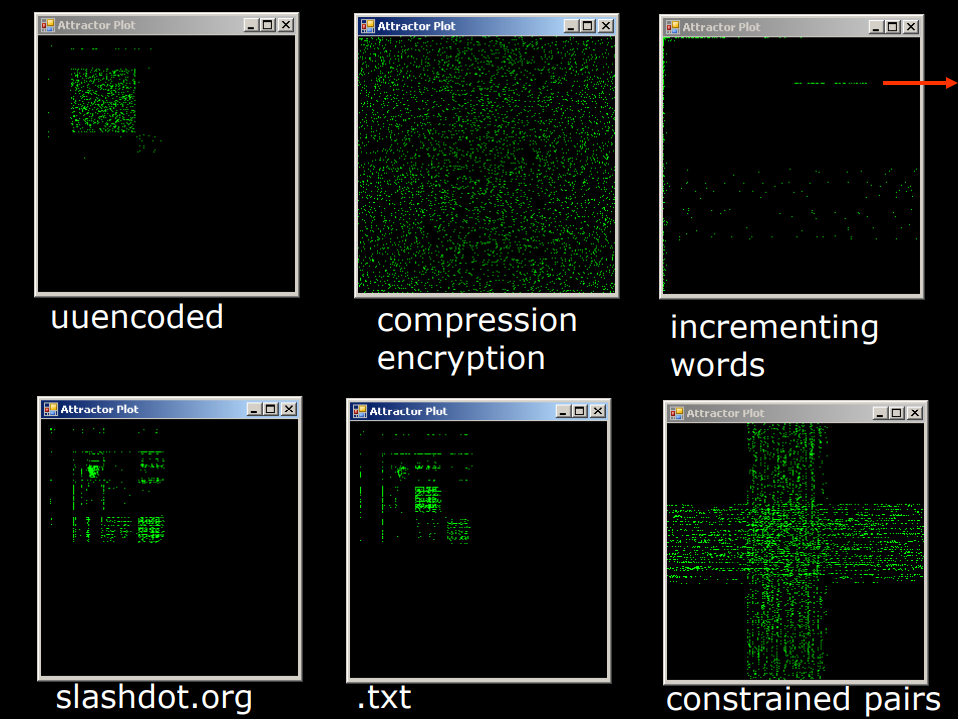 Attractor Plot
Attractor Plot
Attractor Plot
uuencoded
compression
encryption
incrementing
words
Attractor Plot
Attractor Plot
Attractor Plot
slashdot.org
.txt
constrained pairs